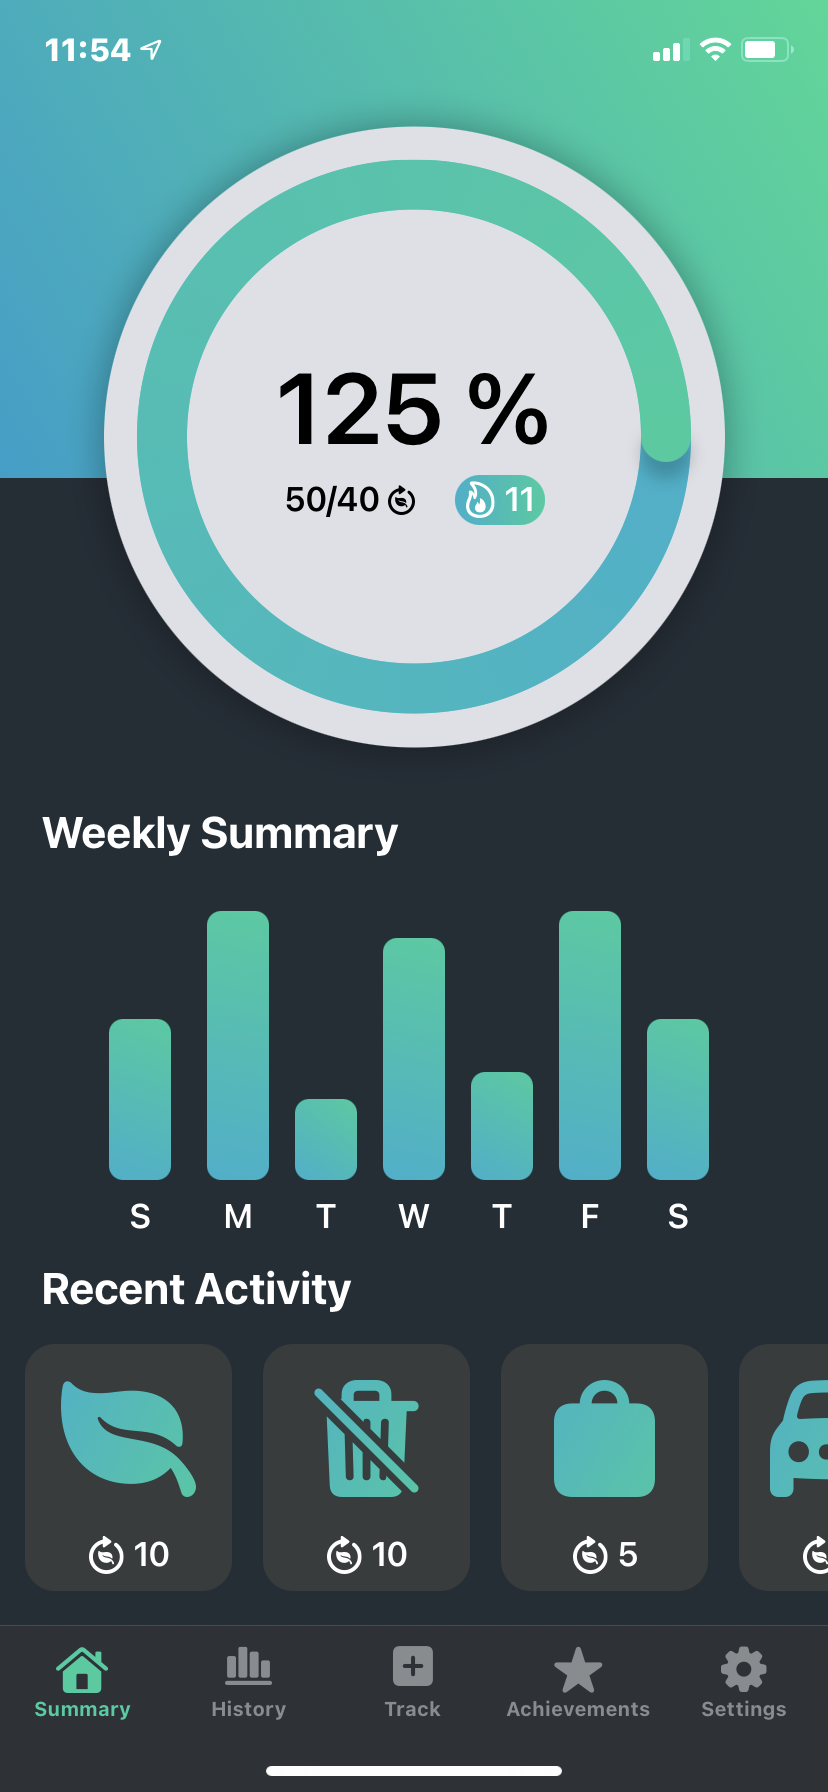 11:54
125 %
50/40 11
Weekly Summary
S M T W T F S
Recent Activity
10 10 5
Summary History Track Achievements Settings